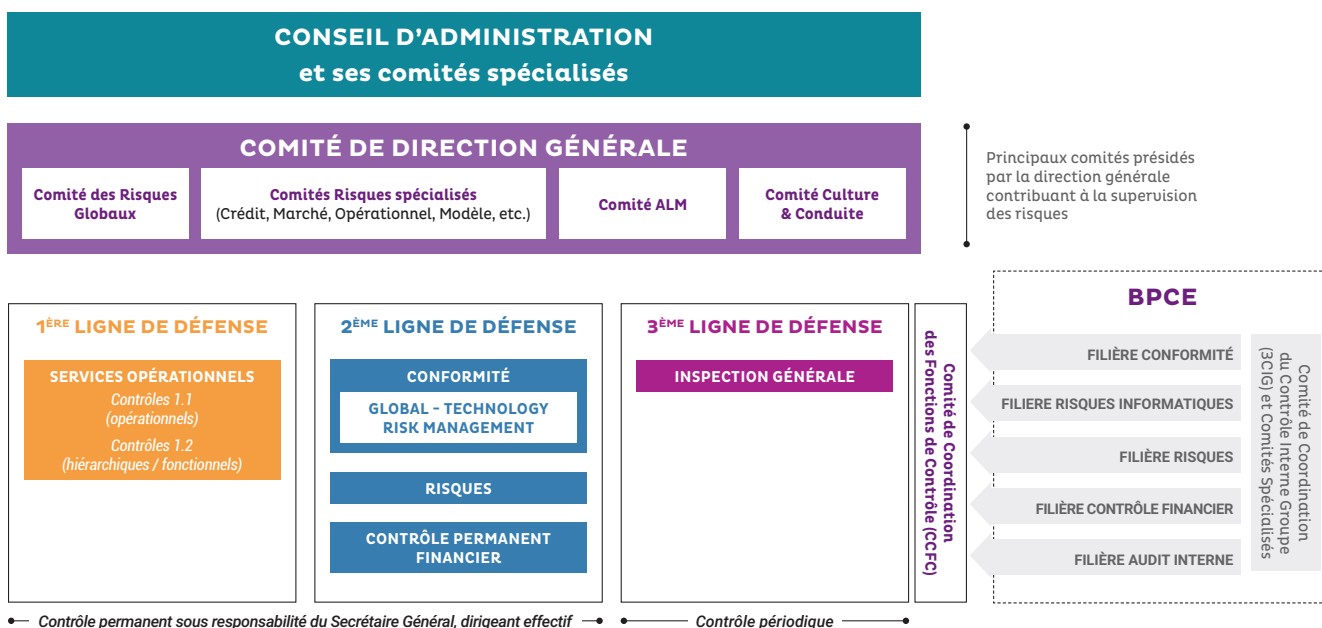 CONSEIL D'ADMINISTRATION
et ses comités spécialisés
COMITÉ DE DIRECTION GÉNÉRALE
Comité des Risques
Globaux
Comités Risques spécialisés
(Crédit, Marché, Opérationnel, Modèle, etc.)
Comité ALM
Comité Culture
& Conduite
Principaux comités présidés
par la direction générale
contribuant à la supervision
des risques
1ÈRE LIGNE DE DÉFENSE
SERVICES OPÉRATIONNELS
Contrôles 1.1
(opérationnels)
Contrôles 1.2
(hiérarchiques / fonctionnels)
2ÈME LIGNE DE DÉFENSE
CONFORMITÉ
GLOBAL - TECHNOLOGY
RISK MANAGEMENT
RISQUES
CONTRÔLE PERMANENT
FINANCIER
3ÈME LIGNE DE DÉFENSE
INSPECTION GÉNÉRALE
Comité de Coordination
des Fonctions de Contrôle (CCFC)
BPCE
FILIÈRE CONFORMITÉ
FILIERE RISQUES INFORMATIQUES
FILIÈRE RISQUES
FILIÈRE CONTRÔLE FINANCIER
FILIÈRE AUDIT INTERNE
Comité de Coordination
du Contrôle Interne Groupe
(3CIG) et Comités Spécialisés
Contrôle permanent sous responsabilité du Secrétaire Général, dirigeant effectif
Contrôle périodique